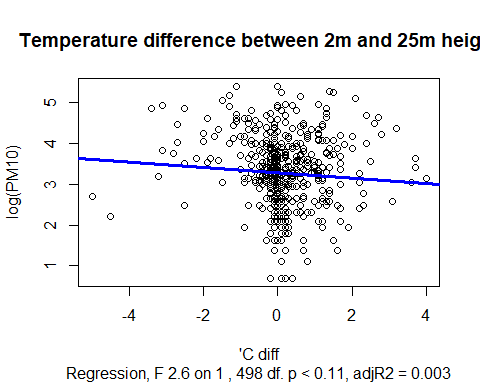 Temperature difference between 2m and 25m heig
5
4
3
2
1
log(PM10)
-4 -2 0 2 4
'C diff
Regression, F 2.6 on 1 , 498 df. p < 0.11, adjR2 = 0.003